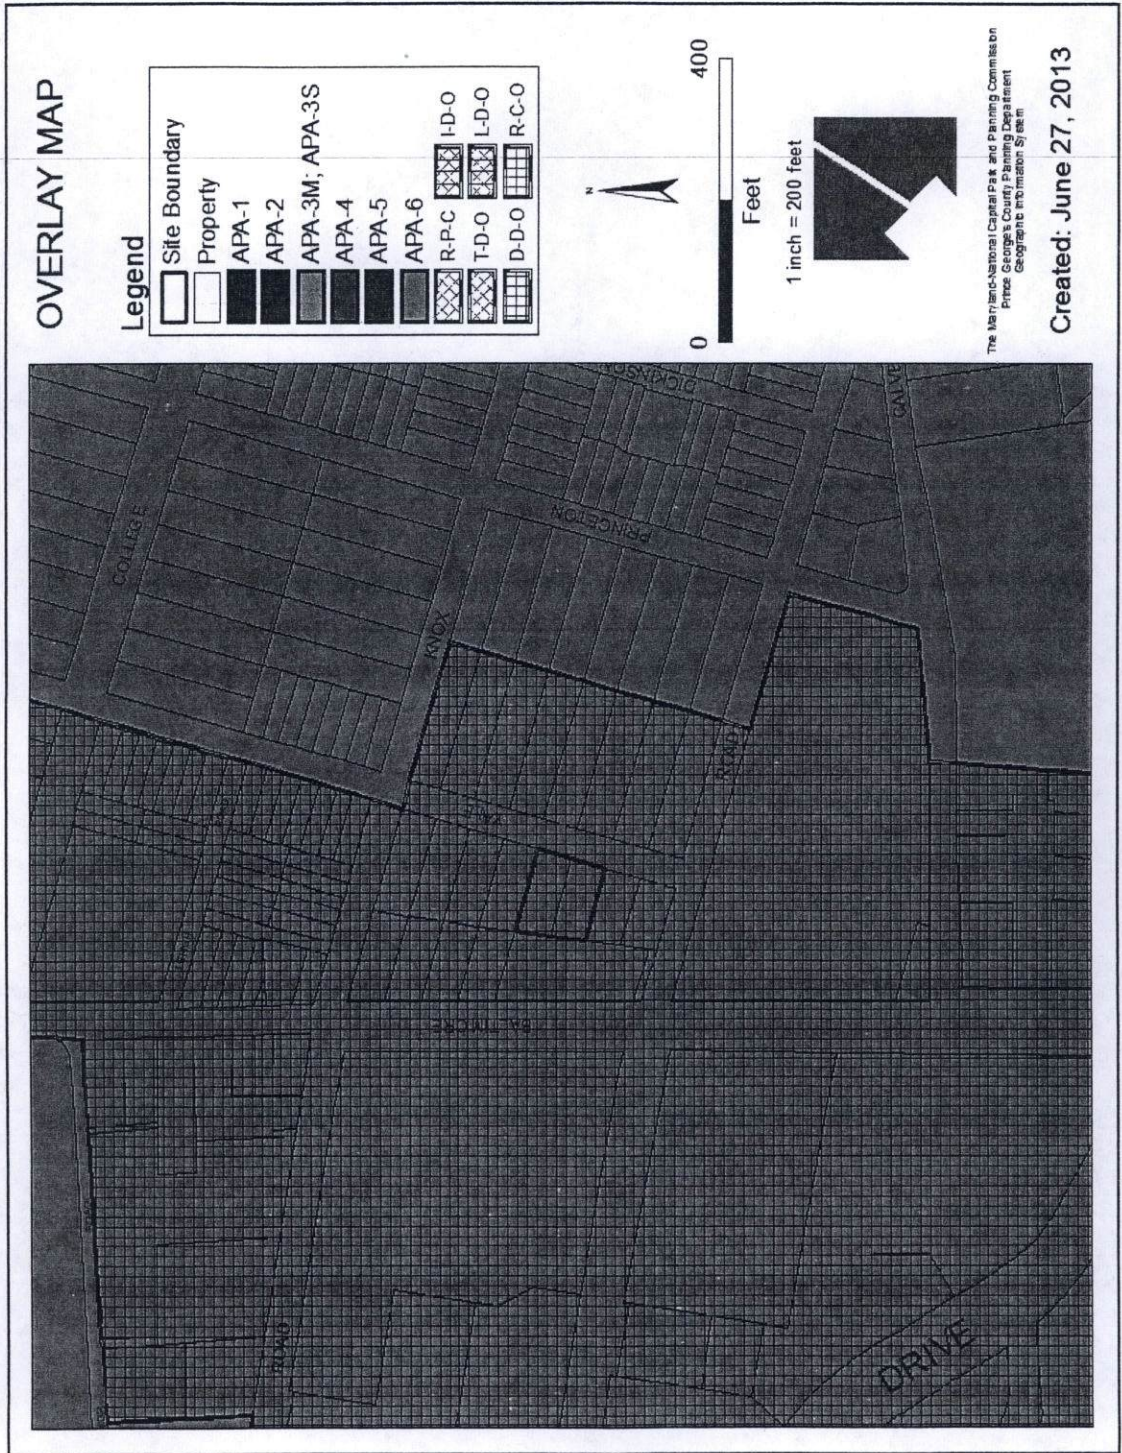 OVERLAY MAP
Legend
Site Boundary
Property
APA-1
APA-2
APA-3M; APA-3S
APA-4
APA-5
APA-6
R-P-C I-D-O
T-D-O L-D-O
D-D-O R-C-O
N
0 400
Feet
1 inch = 200 feet
The Maryland-National Capital Park and Planning Commission
Prince George's County Planning Department
Geographic Information System
Created: June 27, 2013
COLLEGE
KNOX
PRINCETON
DICKINSON
CALVE
YALE
ROAD
BALTIMORE
ROAD
DRIVE